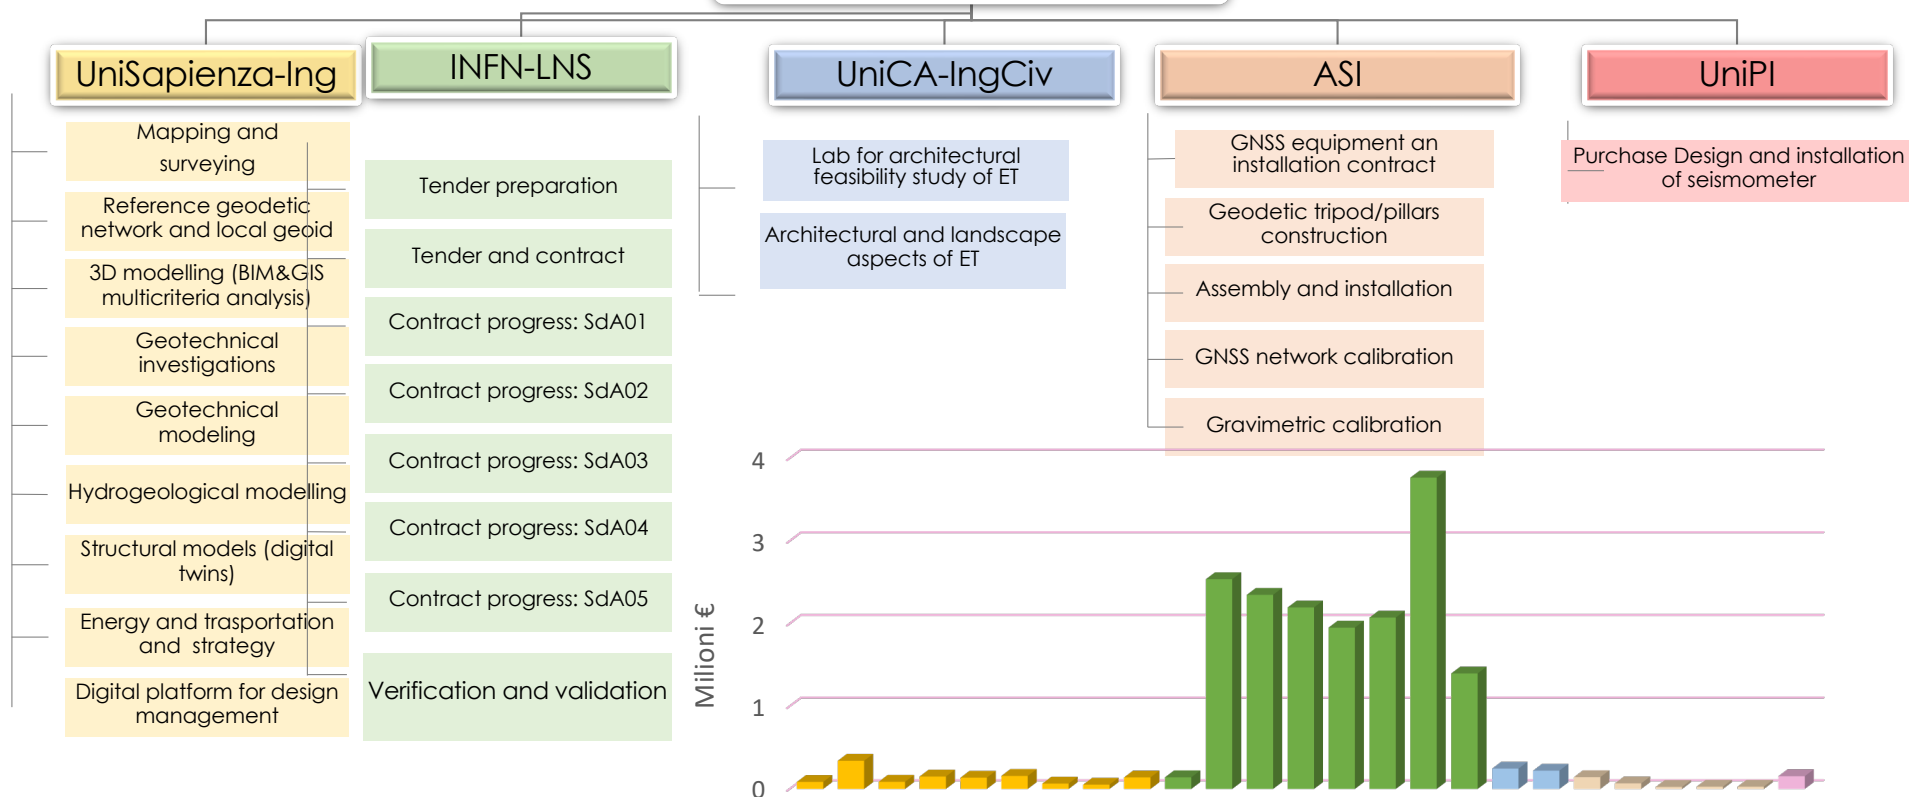 UniSapienza-Ing
Mapping and
surveying
Reference geodetic
network and local geoid
3D modelling (BIM&GIS
multicriteria analysis)
Geotechnical
investigations
Geotechnical
modeling
Hydrogeological modelling
Structural models (digital
twins)
Energy and trasportation
and strategy
Digital platform for design
management
INFN-LNS
Tender preparation
Tender and contract
Contract progress: SdA01
Contract progress: SdA02
Contract progress: SdA03
Contract progress: SdA04
Contract progress: SdA05
Verification and validation
UniCA-IngCiv
Lab for architectural
feasibility study of ET
Architectural and landscape
aspects of ET
ASI
GNSS equipment an
installation contract
Geodetic tripod/pillars
construction
Assembly and installation
GNSS network calibration
Gravimetric calibration
UniPI
Purchase Design and installation
of seismometer
Milioni €
4
3
2
1
0